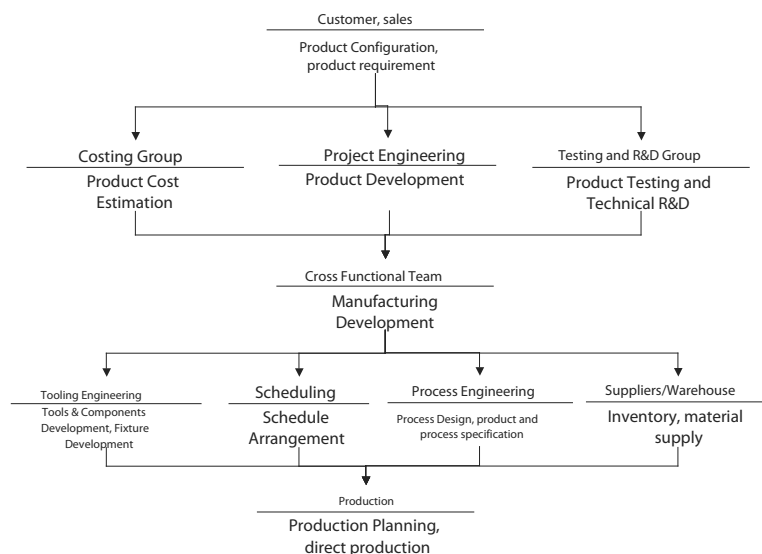 Customer, sales
Product Configuration,
product requirement
Costing Group
Product Cost
Estimation
Project Engineering
Product Development
Testing and R&D Group
Product Testing and
Technical R&D
Cross Functional Team
Manufacturing
Development
Tooling Engineering
Tools & Components
Development, Fixture
Development
Scheduling
Schedule
Arrangement
Process Engineering
Process Design, product and
process specification
Suppliers/Warehouse
Inventory, material
supply
Production
Production Planning,
direct production